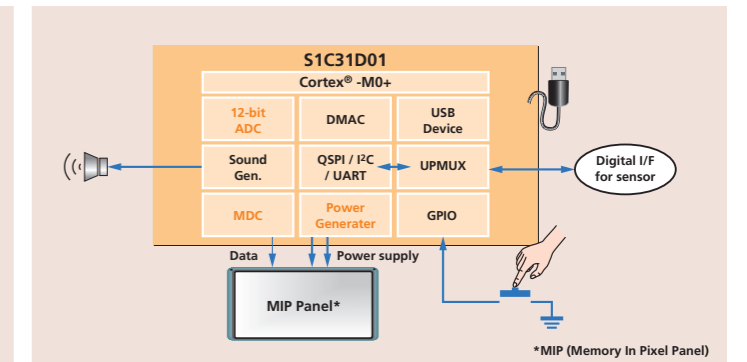 S1C31D01
Cortex® -M0+
12-bit
ADC
DMAC
USB
Device
Sound
Gen.
QSPI / I²C
/ UART
UPMUX
Digital I/F
for sensor
MDC
Power
Generater
GPIO
Data
Power supply
MIP Panel*
*MIP (Memory In Pixel Panel)